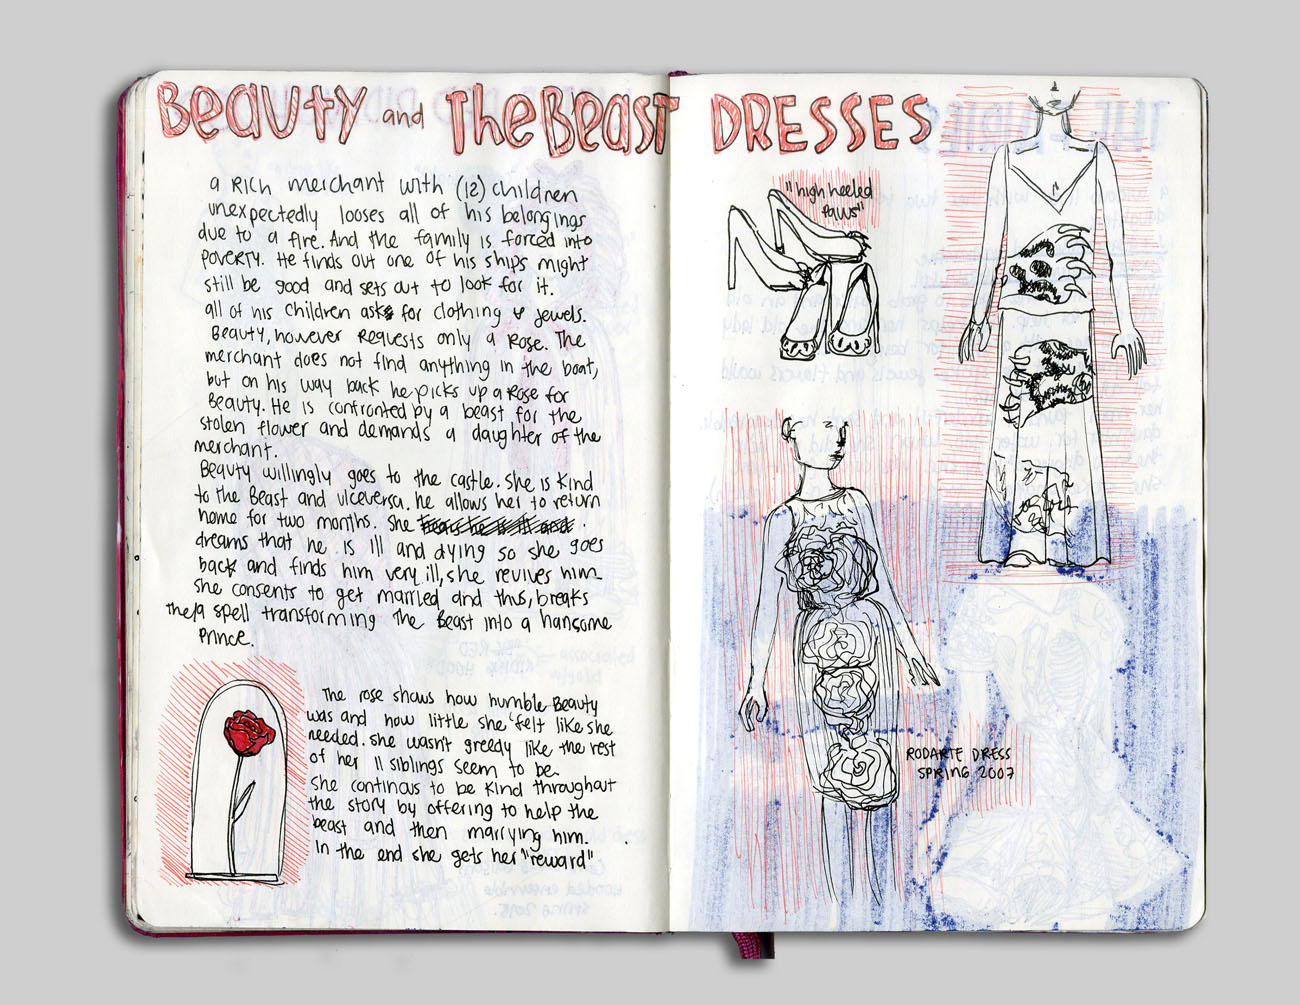 Beauty and The Beast DRESSES
a Rich merchant with (12) children
unexpectedly looses all of his belongings
due to a fire. And the family is forced into
poverty. He finds out one of his ships might
still be good and sets out to look for it.
all of his children ask for clothing & jewels.
Beauty, however requests only a Rose. The
merchant does not find anything in the boat,
but on his way back he picks up a Rose for
Beauty. He is confronted by a beast for the
stolen flower and demands a daughter of the
merchant.
Beauty willingly goes to the castle. She is kind
to the Beast and viceversa. he allows her to return
home for two months. She
dreams that he is ill and dying so she goes
back and finds him very ill, she revives him
She consents to get married and thus, breaks
the spell transforming the Beast into a hansome
Prince.
The rose shows how humble Beauty
was and how little she felt like she
needed. She wasn't greedy like the rest
of her 11 siblings seem to be.
She continous to be kind throughout
the story by offering to help the
beast and then marrying him.
In the end she gets her "reward"
"high heeled
Paws"
RODARTE DRESS
SPRING 2007